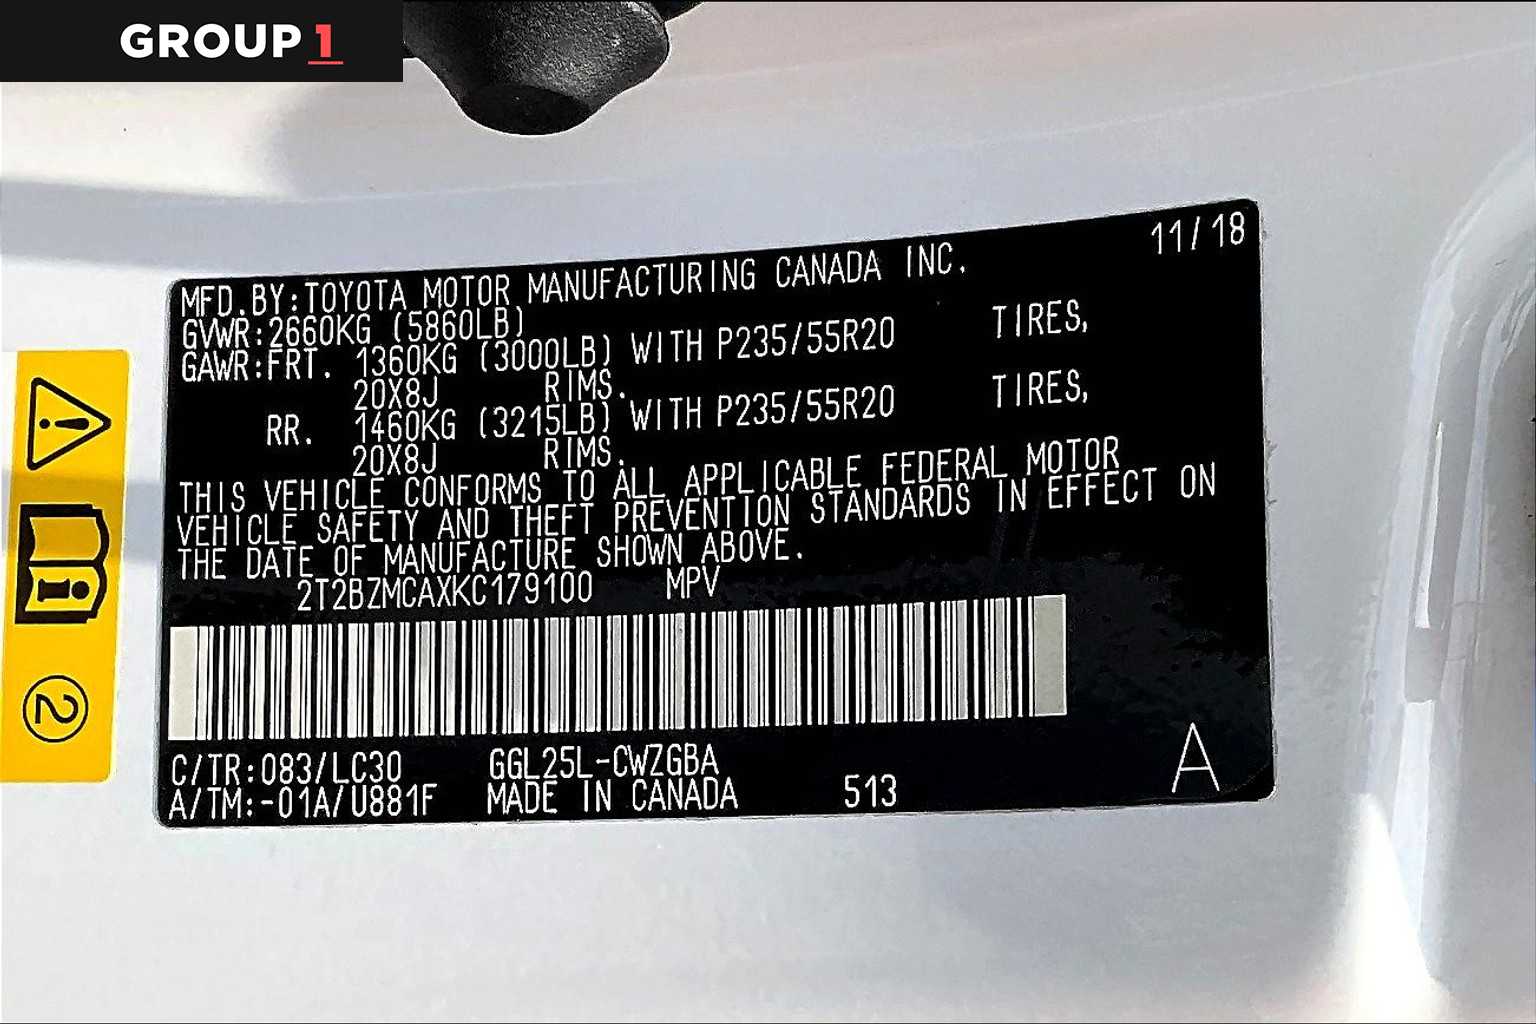 GROUP 1
11/18
MFD.BY:TOYOTA MOTOR MANUFACTURING CANADA INC.
GVWR:2660KG (5860LB)
GAWR:FRT. 1360KG (3000LB) WITH P235/55R20 TIRES,
20X8J RIMS.
RR. 1460KG (3215LB) WITH P235/55R20 TIRES,
20X8J RIMS.
THIS VEHICLE CONFORMS TO ALL APPLICABLE FEDERAL MOTOR
VEHICLE SAFETY AND THEFT PREVENTION STANDARDS IN EFFECT ON
THE DATE OF MANUFACTURE SHOWN ABOVE.
2T2BZMCAXKC179100 MPV
C/TR:083/LC30 GGL25L-CWZGBA
A/TM:-01A/U881F MADE IN CANADA 513
A
2